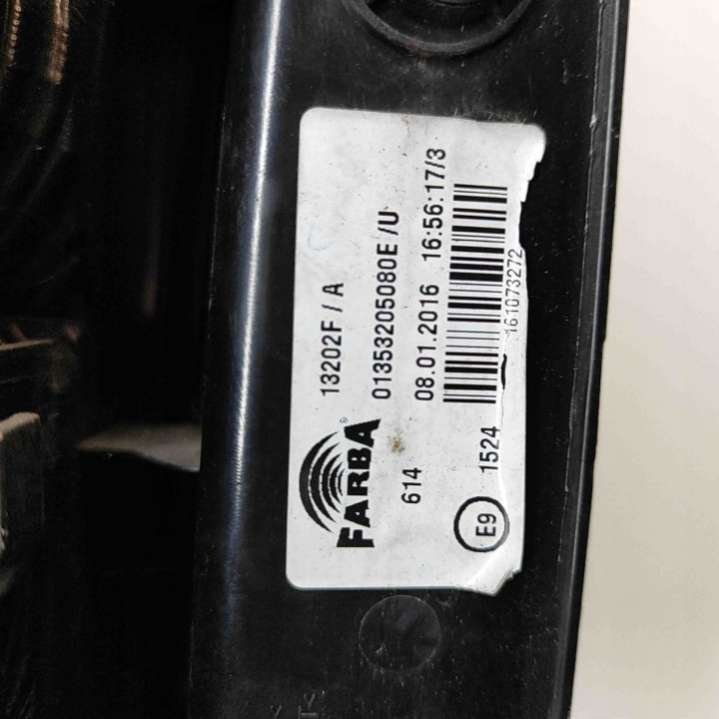 FARBA®
13202F / A
01353205080E /U
614
08.01.2016 16:56:17/3
E9
1524
161073272